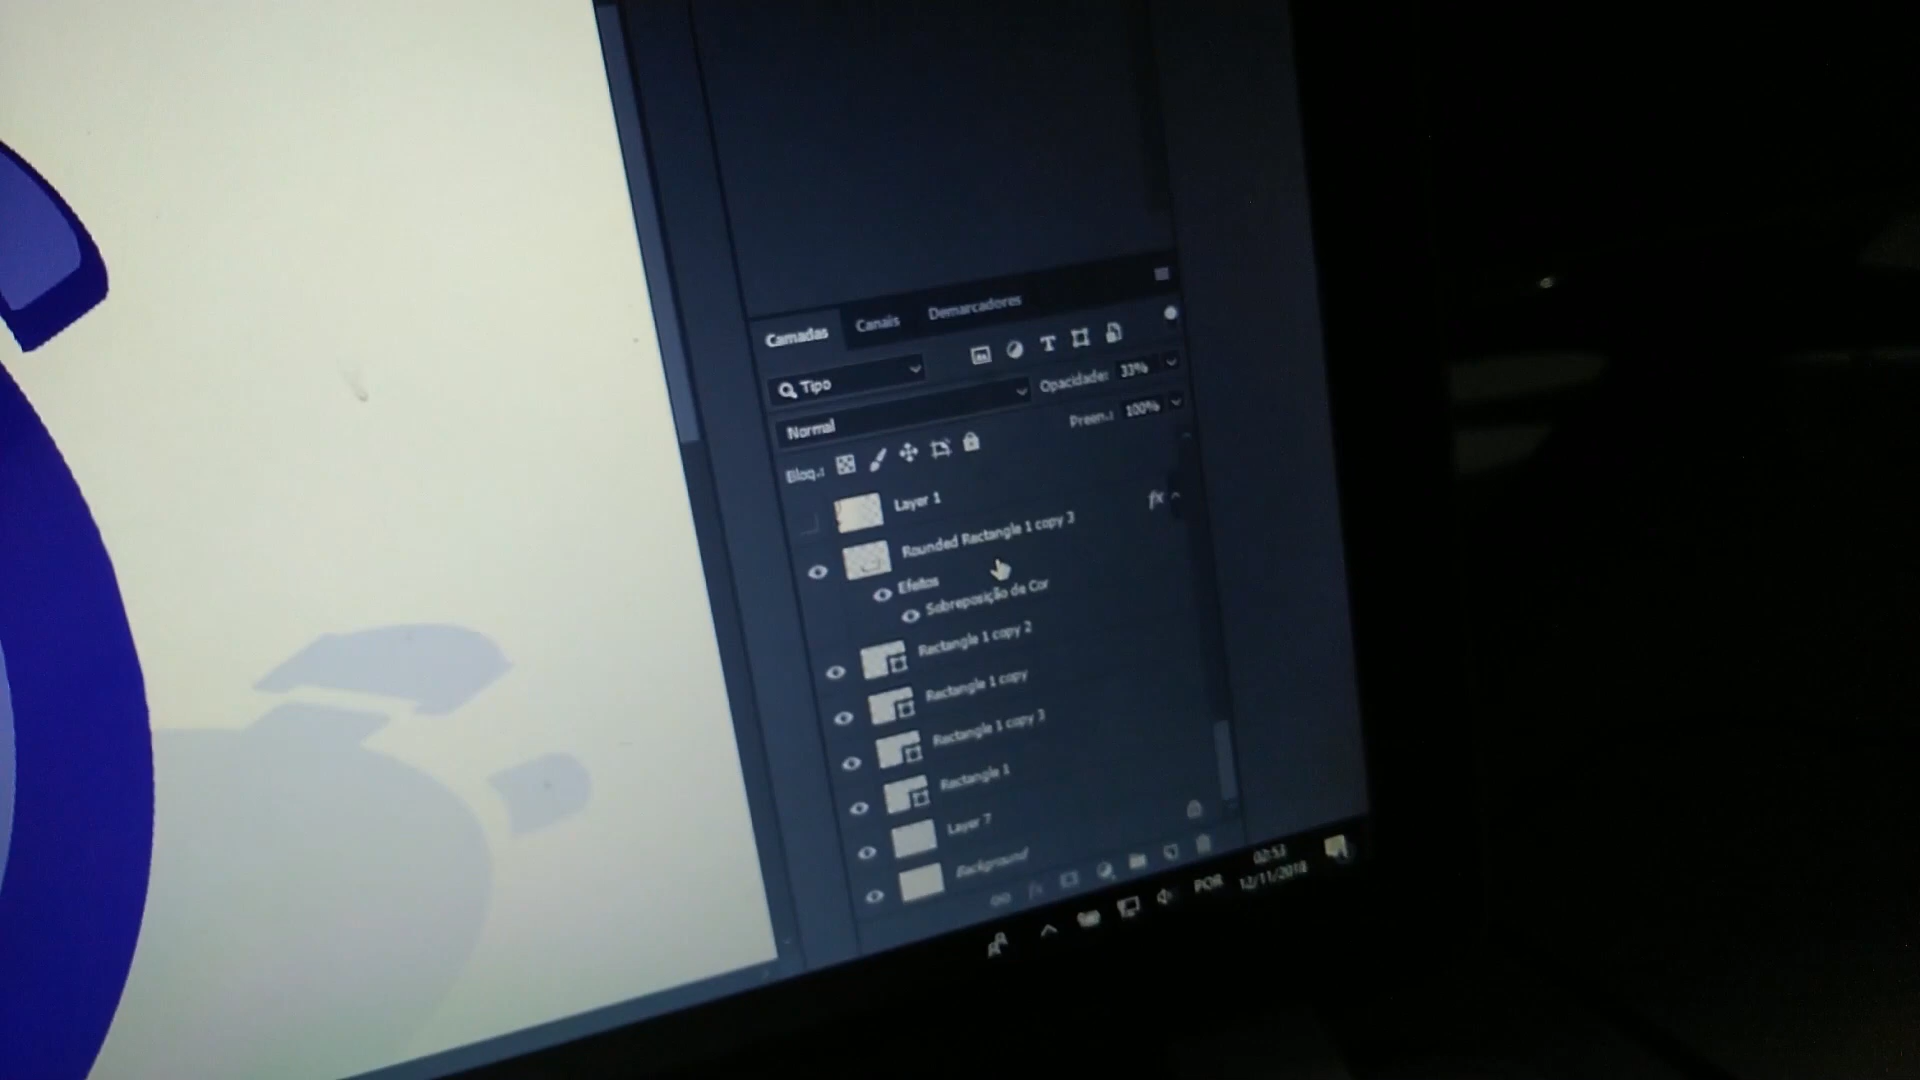 Camadas Canais Demarcadores
Tipo
Normal Opacidade: 33%
Bloq.: Preen.: 100%
Layer 1
Rounded Rectangle 1 copy 3 fx
Efeitos
Sobreposição de Cor
Rectangle 1 copy 2
Rectangle 1 copy
Rectangle 1 copy 3
Rectangle 1
Layer 7
Background
fx
POR
02:53
12/11/2018